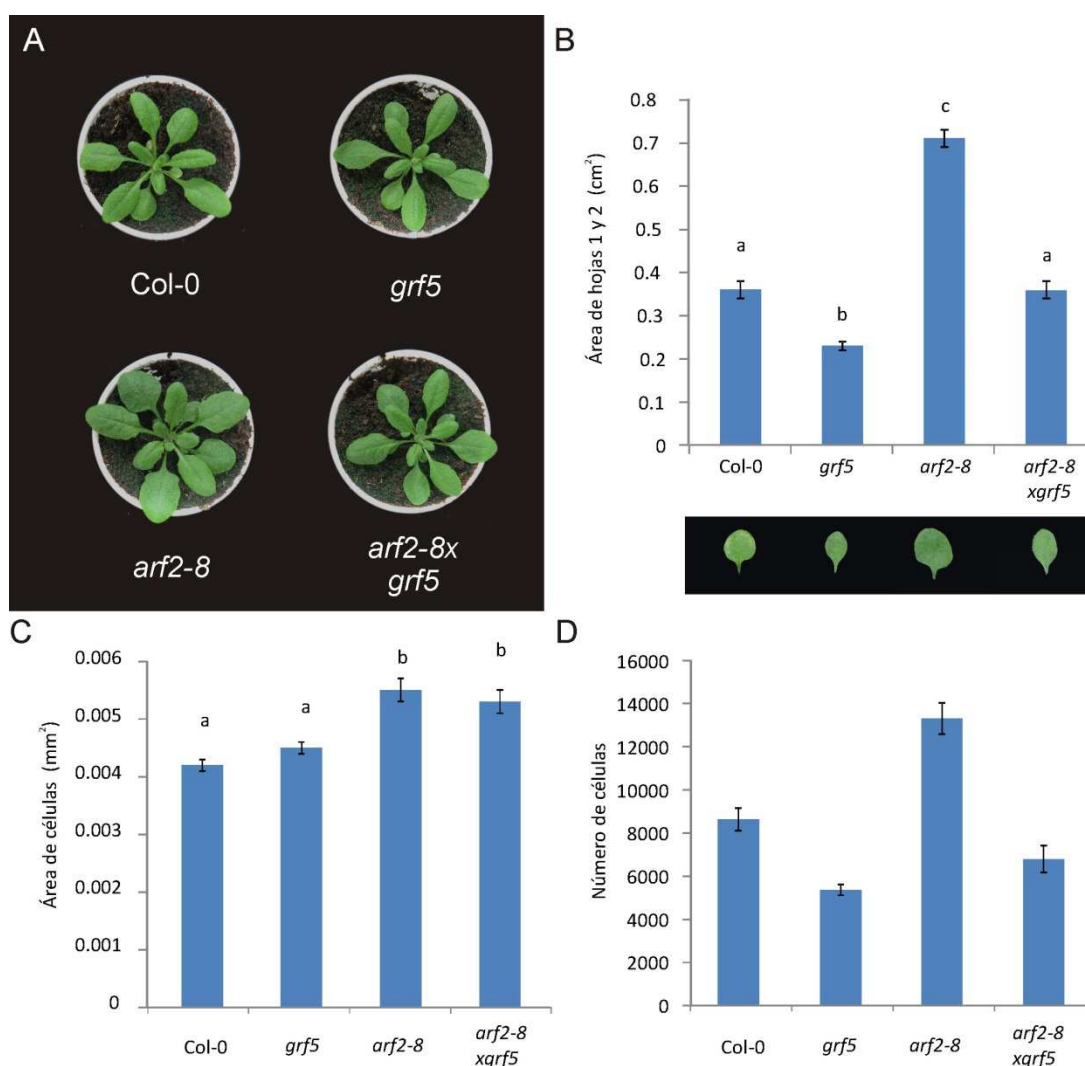 A
Col-0
grf5
arf2-8
arf2-8x
grf5
B
Área de hojas 1 y 2 (cm²)
0.8
0.7
0.6
0.5
0.4
0.3
0.2
0.1
0
a
b
c
a
Col-0
grf5
arf2-8
arf2-8
xgrf5
C
Área de células (mm²)
0.006
0.005
0.004
0.003
0.002
0.001
0
a
a
b
b
Col-0
grf5
arf2-8
arf2-8
xgrf5
D
Número de células
16000
14000
12000
10000
8000
6000
4000
2000
0
Col-0
grf5
arf2-8
arf2-8
xgrf5